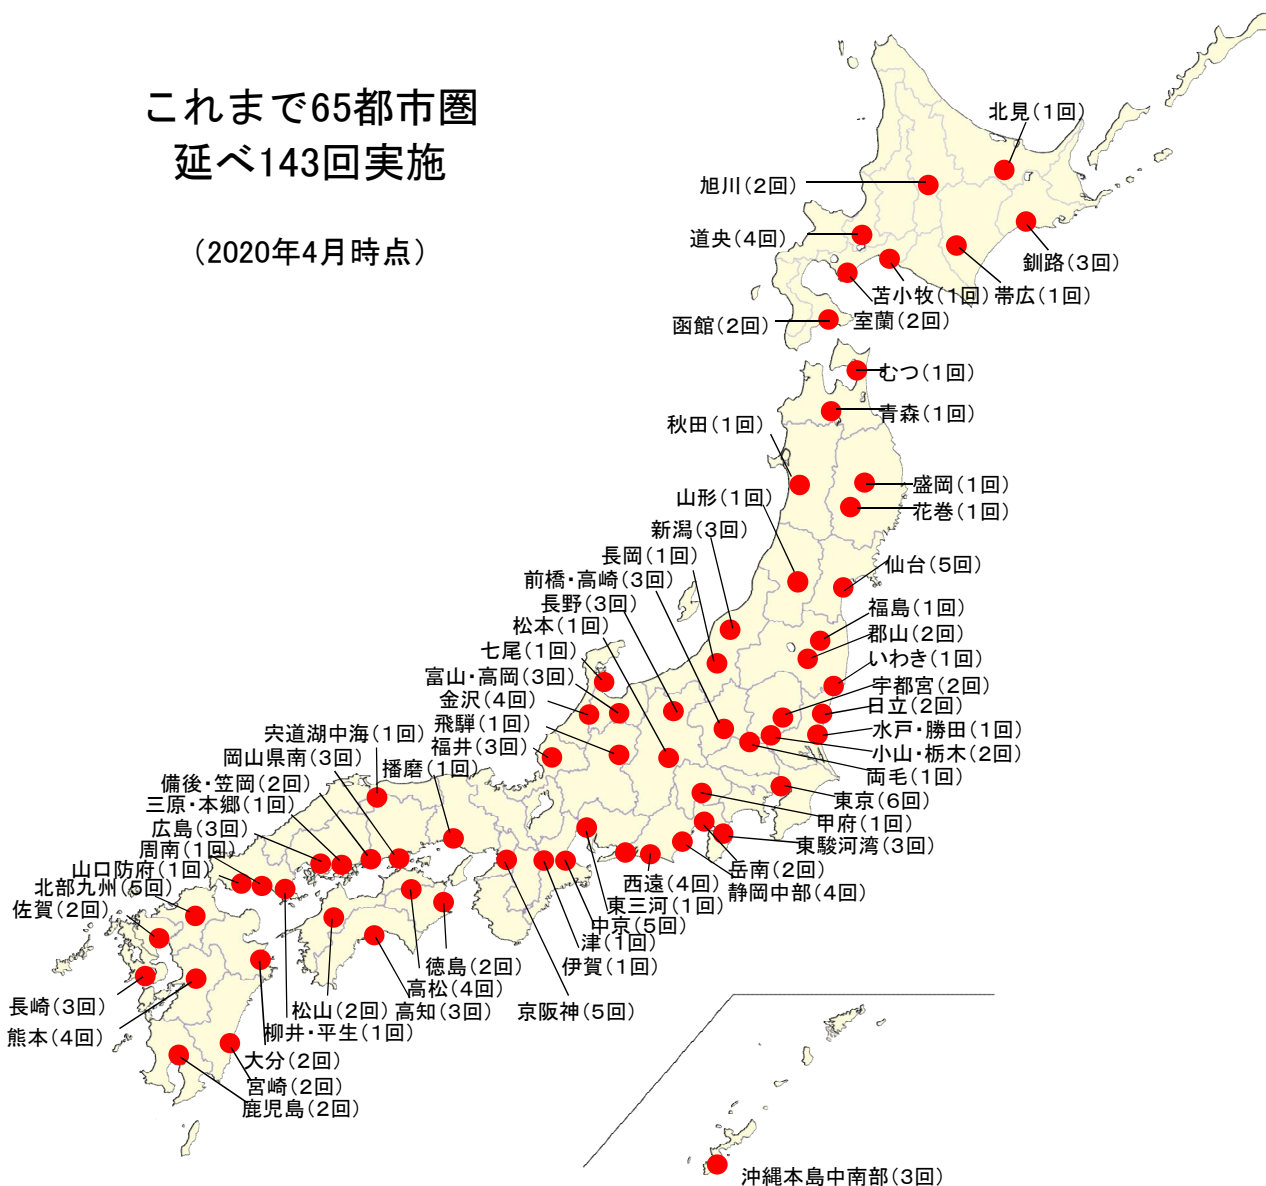 これまで65都市圏
延べ143回実施
（2020年4月時点）
北見（1回）
旭川（2回）
道央（4回）
釧路（3回）
苫小牧（1回）
帯広（1回）
函館（2回）
室蘭（2回）
むつ（1回）
青森（1回）
秋田（1回）
盛岡（1回）
山形（1回）
花巻（1回）
新潟（3回）
長岡（1回）
仙台（5回）
前橋・高崎（3回）
長野（3回）
福島（1回）
松本（1回）
郡山（2回）
七尾（1回）
いわき（1回）
富山・高岡（3回）
宇都宮（2回）
金沢（4回）
日立（2回）
飛騨（1回）
水戸・勝田（1回）
宍道湖中海（1回）
福井（3回）
小山・栃木（2回）
岡山県南（3回）
播磨（1回）
両毛（1回）
備後・笠岡（2回）
東京（6回）
三原・本郷（1回）
甲府（1回）
広島（3回）
東駿河湾（3回）
周南（1回）
山口防府（1回）
岳南（2回）
北部九州（5回）
西遠（4回）
静岡中部（4回）
佐賀（2回）
東三河（1回）
中京（5回）
津（1回）
伊賀（1回）
徳島（2回）
高松（4回）
長崎（3回）
松山（2回）
高知（3回）
京阪神（5回）
熊本（4回）
柳井・平生（1回）
大分（2回）
宮崎（2回）
鹿児島（2回）
沖縄本島中南部（3回）